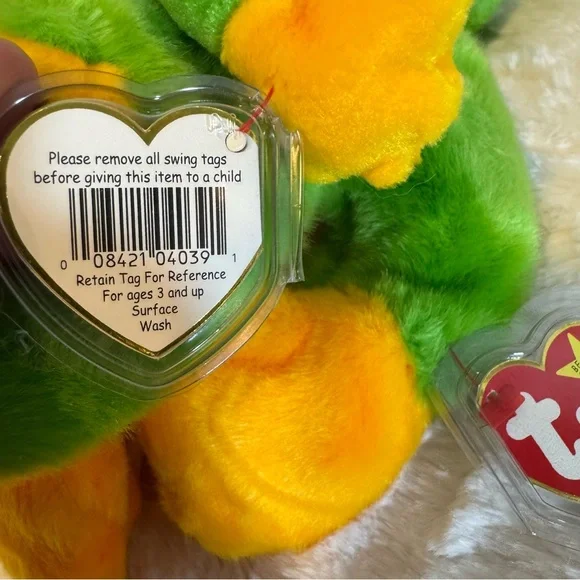 Please remove all swing tags
before giving this item to a child
0 08421 04039 1
Retain Tag For Reference
For ages 3 and up
Surface
Wash